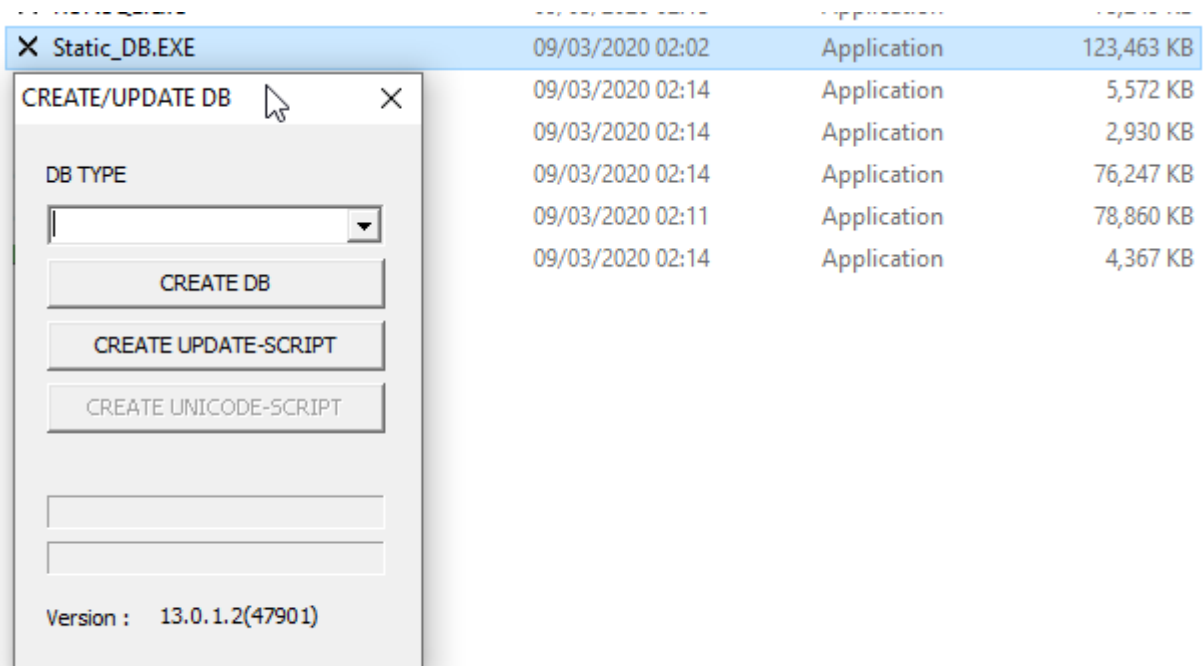 Static_DB.EXE 09/03/2020 02:02 Application 123,463 KB
CREATE/UPDATE DB
09/03/2020 02:14 Application 5,572 KB
09/03/2020 02:14 Application 2,930 KB
DB TYPE
09/03/2020 02:14 Application 76,247 KB
09/03/2020 02:11 Application 78,860 KB
09/03/2020 02:14 Application 4,367 KB
CREATE DB
CREATE UPDATE-SCRIPT
CREATE UNICODE-SCRIPT
Version : 13.0.1.2(47901)